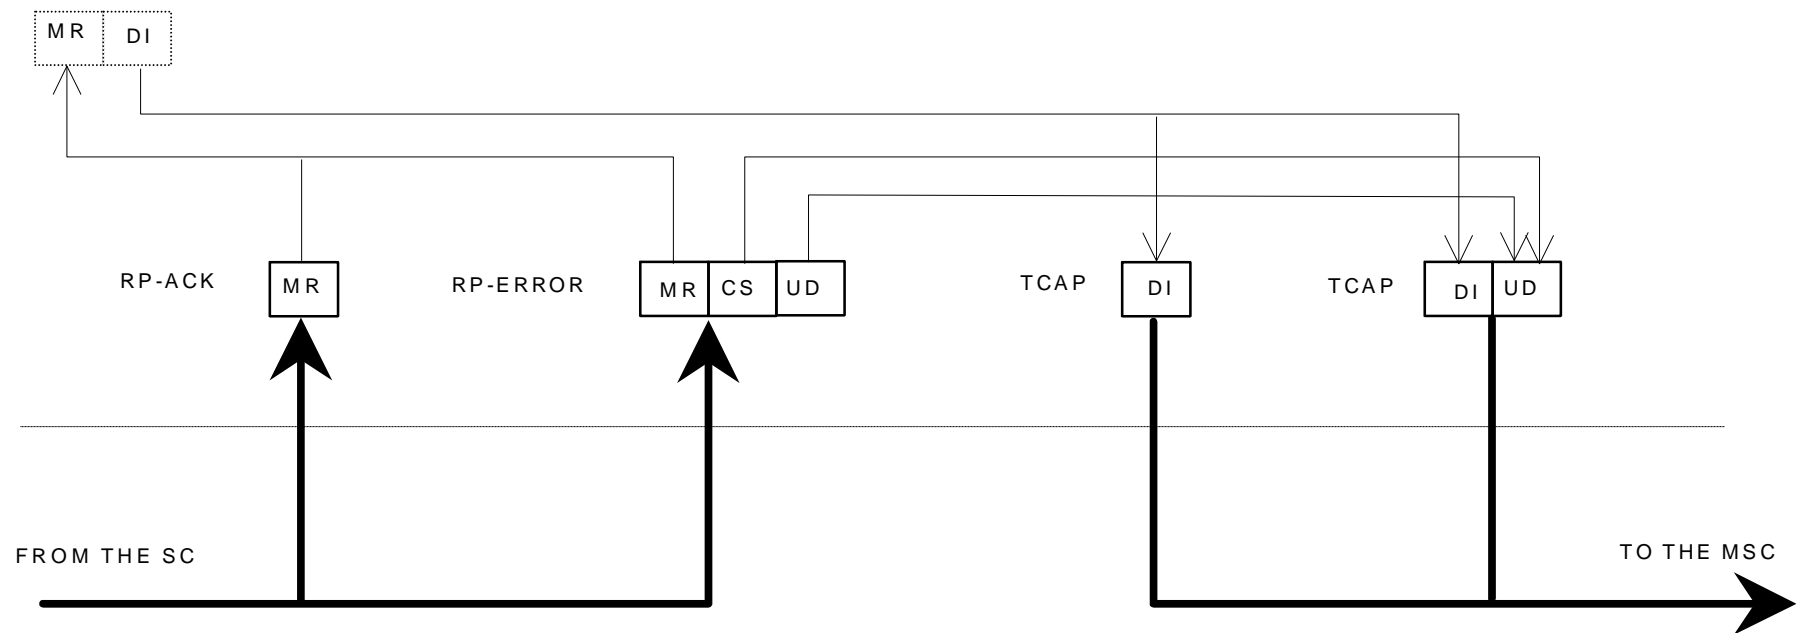 MR DI
RP-ACK MR RP-ERROR MR CS UD TCAP DI TCAP DI UD
FROM THE SC TO THE MSC